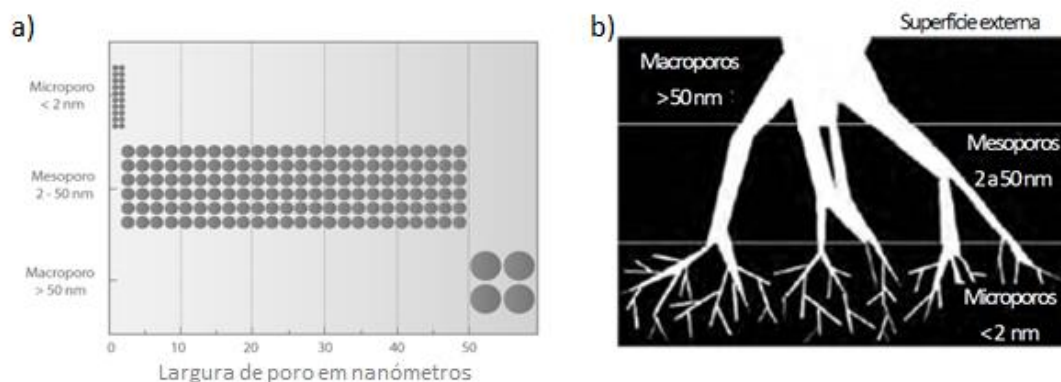 a)
Microporo
< 2 nm
Mesoporo
2 - 50 nm
Macroporo
> 50 nm
0 10 20 30 40 50
Largura de poro em nanómetros
b)
Superfície externa
Macroporos
>50 nm
Mesoporos
2 a 50 nm
Microporos
<2 nm